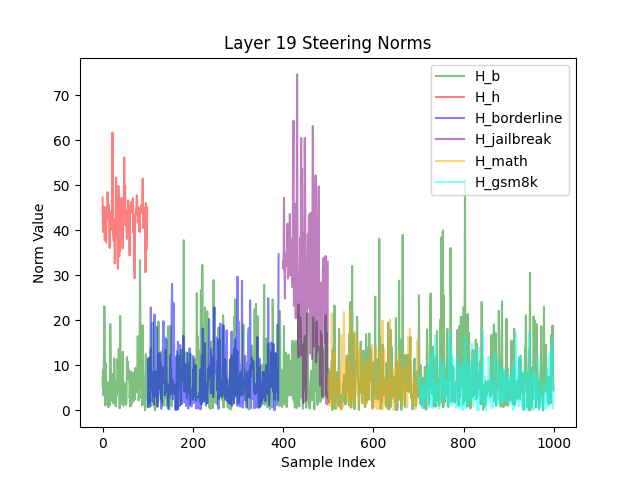 Layer 19 Steering Norms
Norm Value
70
60
50
40
30
20
10
0
0
200
400
600
800
1000
Sample Index
H_b
H_h
H_borderline
H_jailbreak
H_math
H_gsm8k